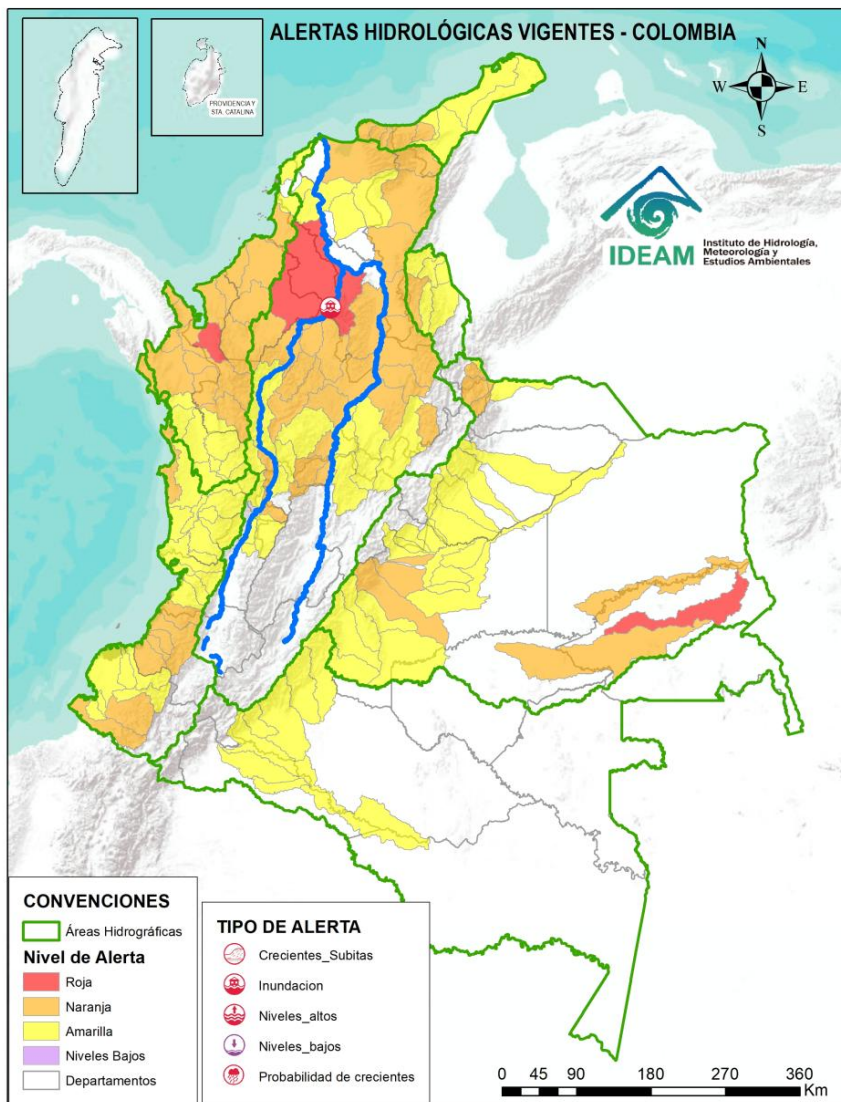 ALERTAS HIDROLÓGICAS VIGENTES - COLOMBIA
PROVIDENCIA Y
STA. CATALINA
N
W
E
S
IDEAM
Instituto de Hidrología,
Meteorología y
Estudios Ambientales
CONVENCIONES
Áreas Hidrográficas
Nivel de Alerta
Roja
Naranja
Amarilla
Niveles Bajos
Departamentos
TIPO DE ALERTA
Crecientes_Subitas
Inundacion
Niveles_altos
Niveles_bajos
Probabilidad de crecientes
0 45 90 180 270 360
Km